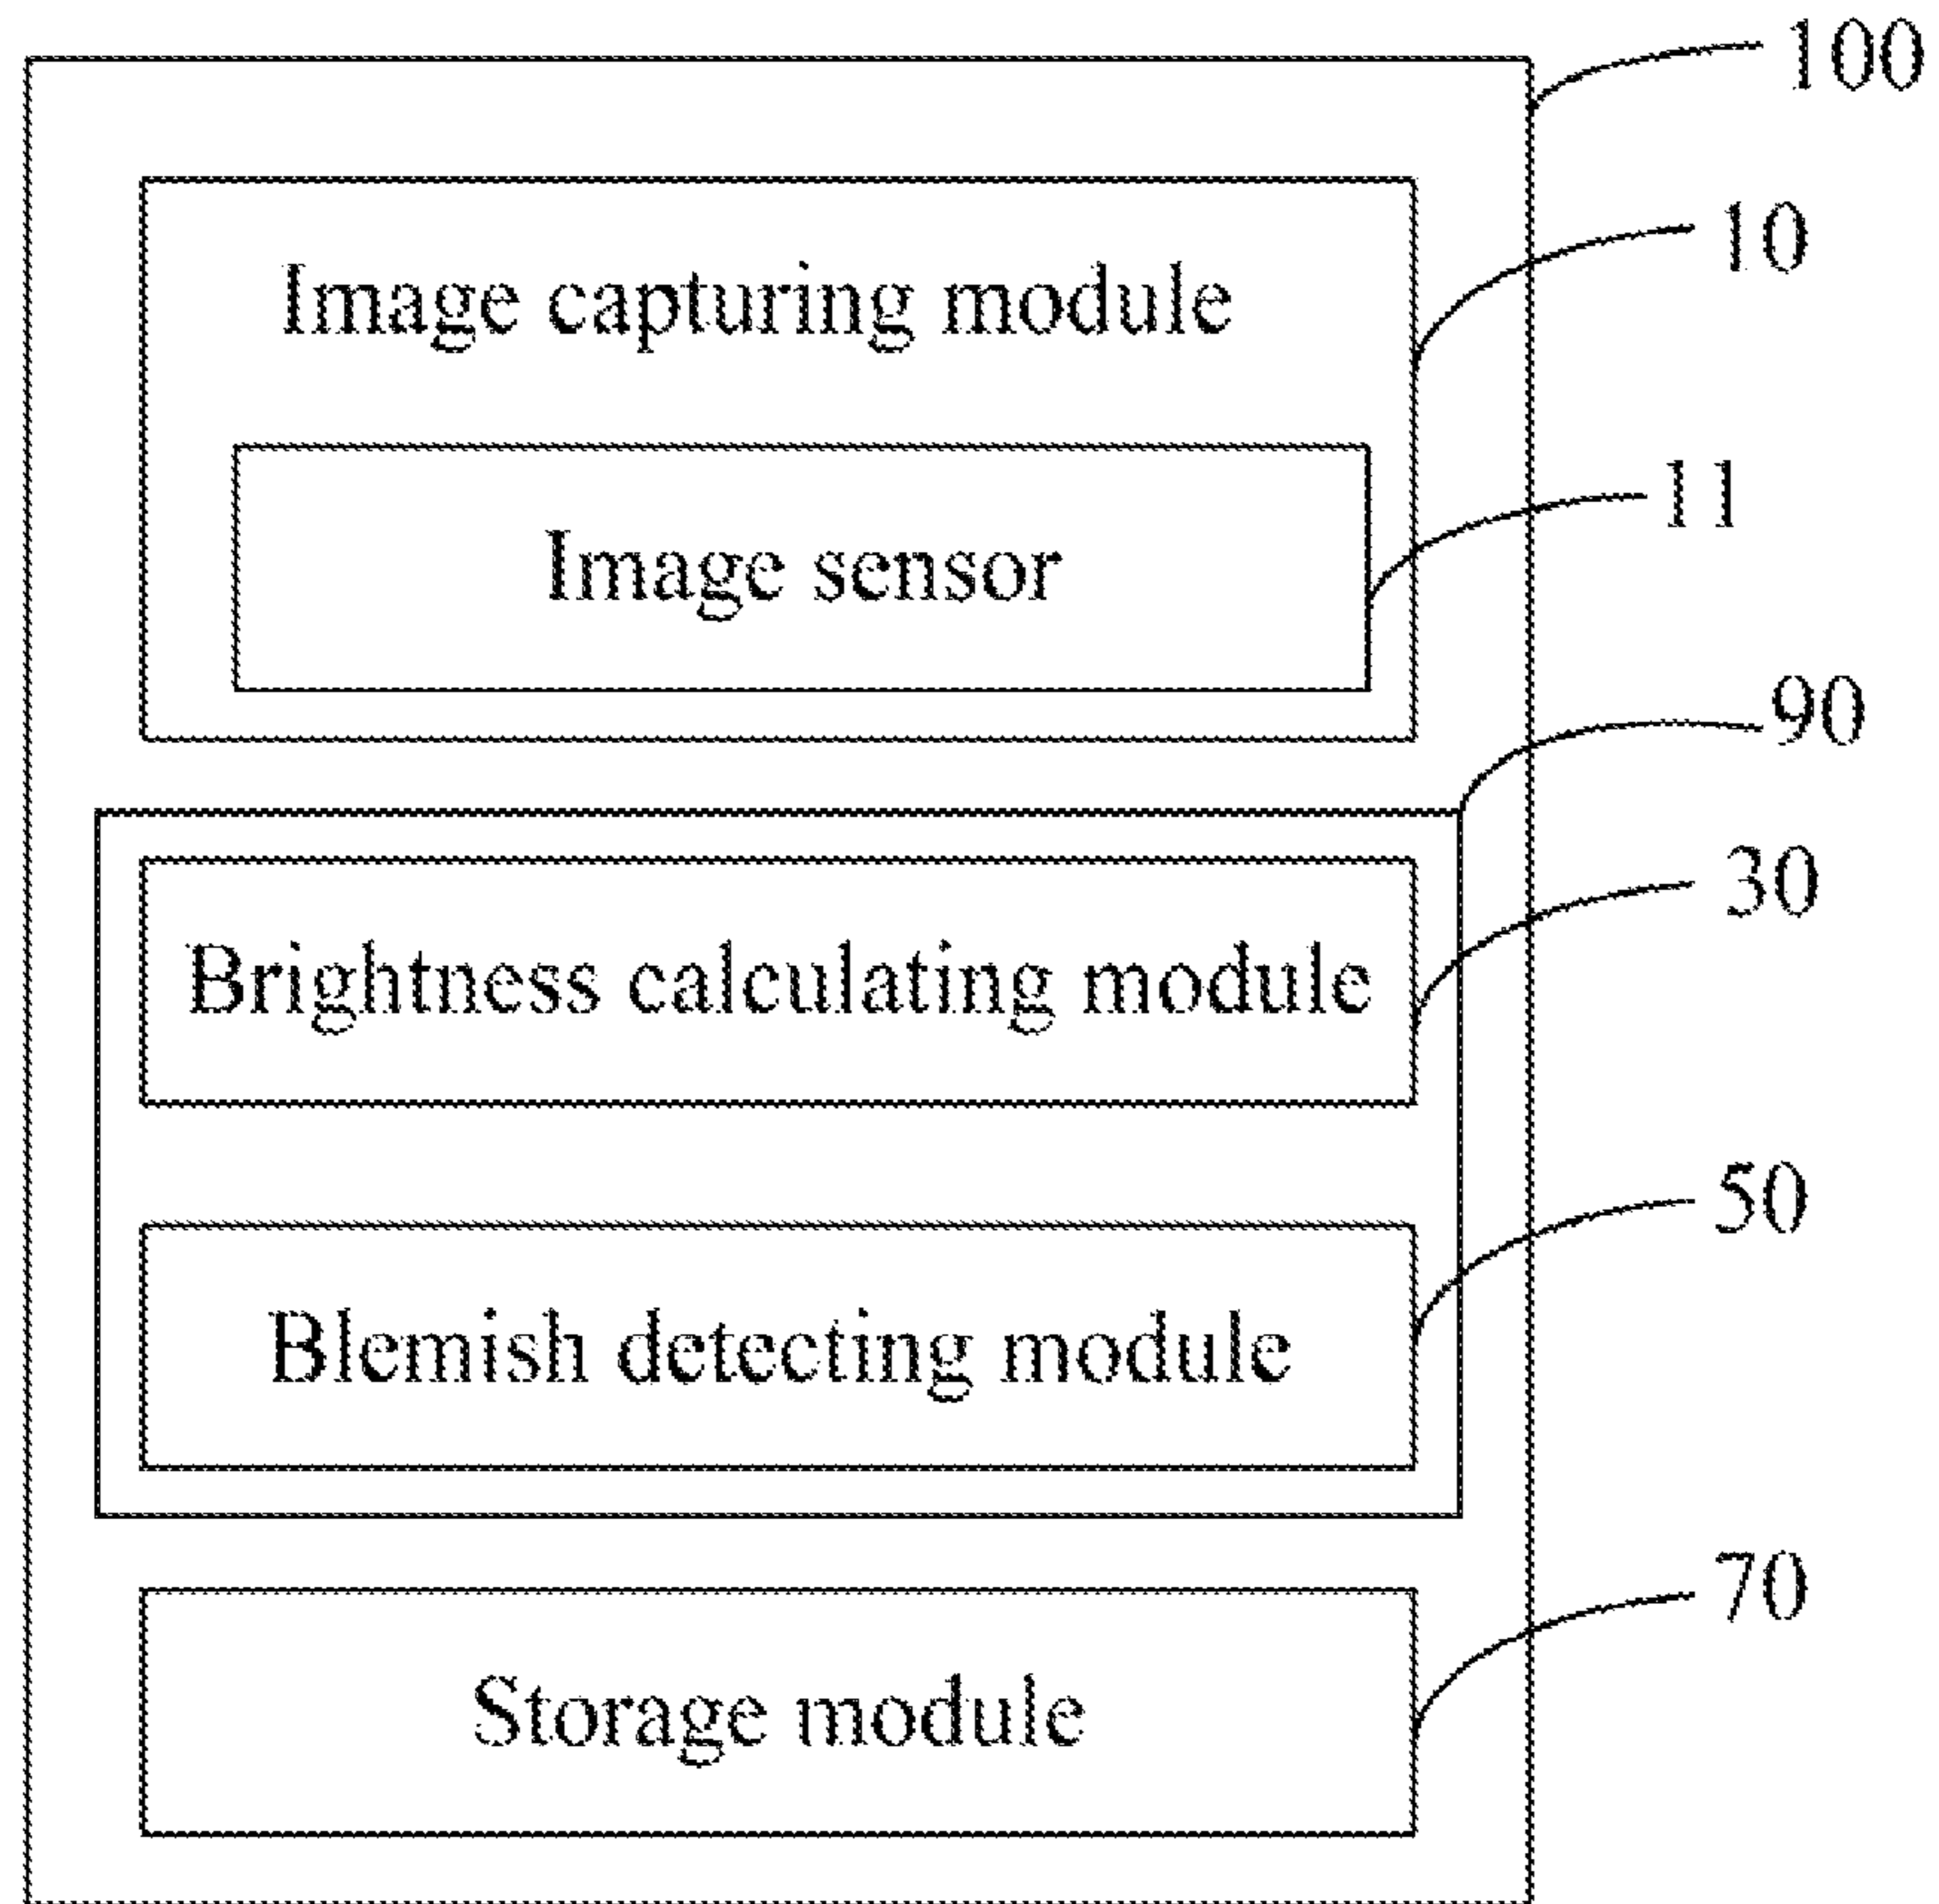 100
Image capturing module
10
Image sensor
11
90
Brightness calculating module
30
Blemish detecting module
50
Storage module
70